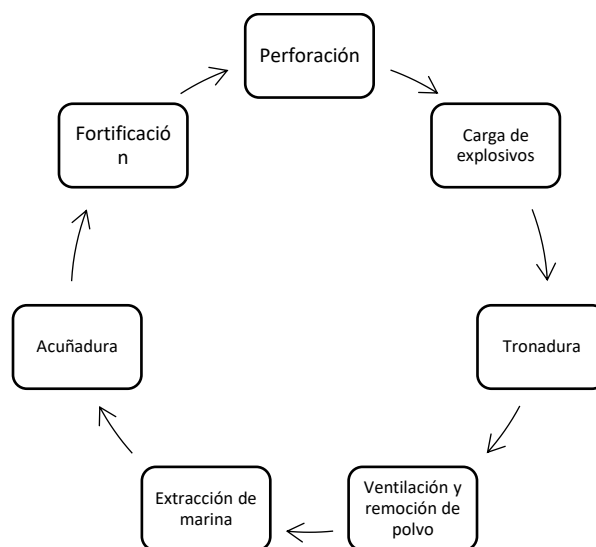 Perforación
Carga de
explosivos
Tronadura
Ventilación y
remoción de
polvo
Extracción de
marina
Acuñadura
Fortificació
n